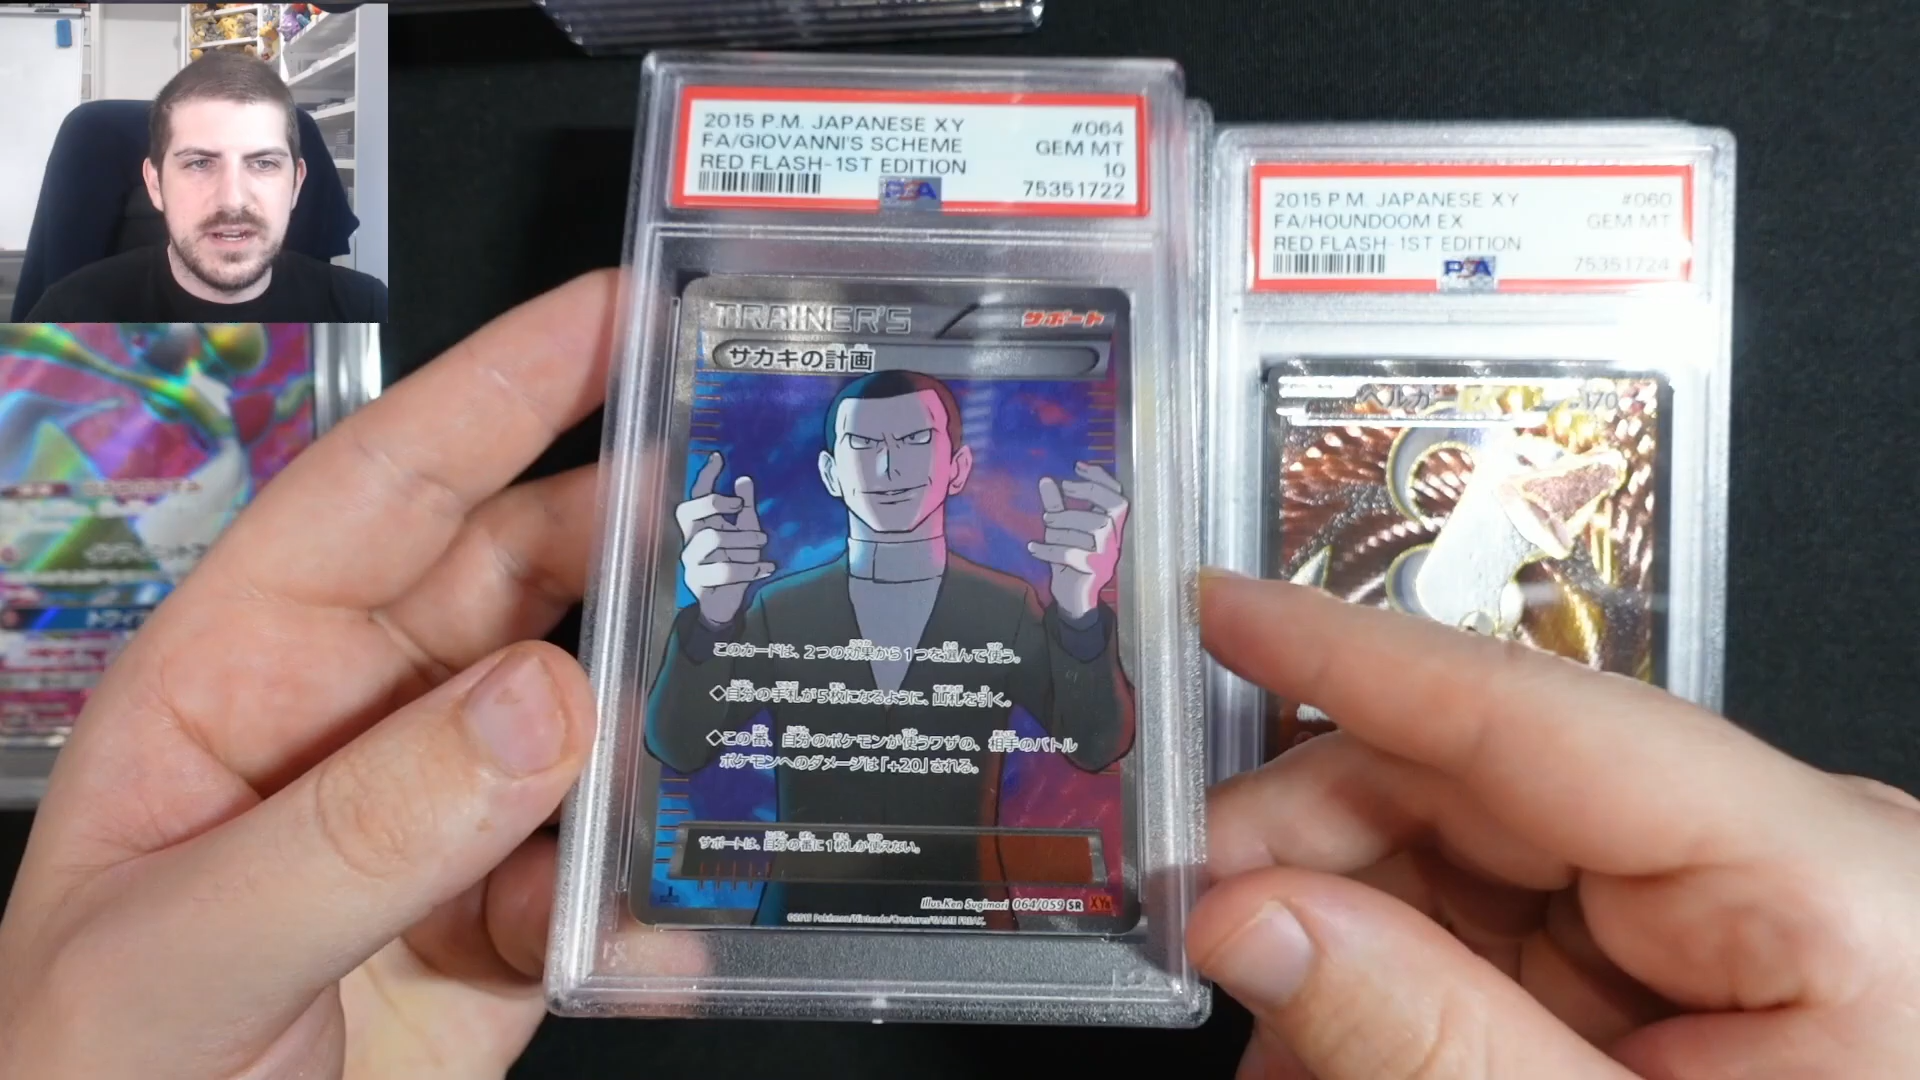 2015 P.M. JAPANESE XY #064
FA/GIOVANNI'S SCHEME GEM MT
RED FLASH-1ST EDITION 10
PSA 75351722
TRAINER'S サポート
サカキの計画
このカードは、2つの効果から1つを選んで使う。
◇自分の手札が5枚になるように、山札を引く。
◇この番、自分のポケモンが使うワザの、相手のバトル
ポケモンへのダメージは「+20」される。
サポートは、自分の番に1枚しか使えない。
Illus. Ken Sugimori 064/059 SR XY8
©2015 Pokémon/Nintendo/Creatures/GAME FREAK.
2015 P.M. JAPANESE XY #060
FA/HOUNDOOM EX GEM MT
RED FLASH-1ST EDITION
PSA 75351724
ヘルガー
170